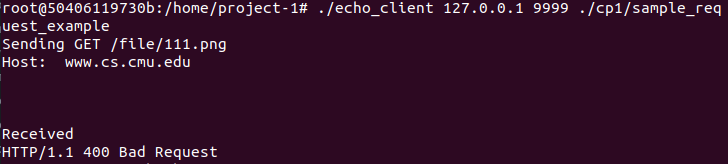 root@50406119730b:/home/project-1# ./echo_client 127.0.0.1 9999 ./cp1/sample_req
uest_example
Sending GET /file/111.png
Host:  www.cs.cmu.edu
Received
HTTP/1.1 400 Bad Request